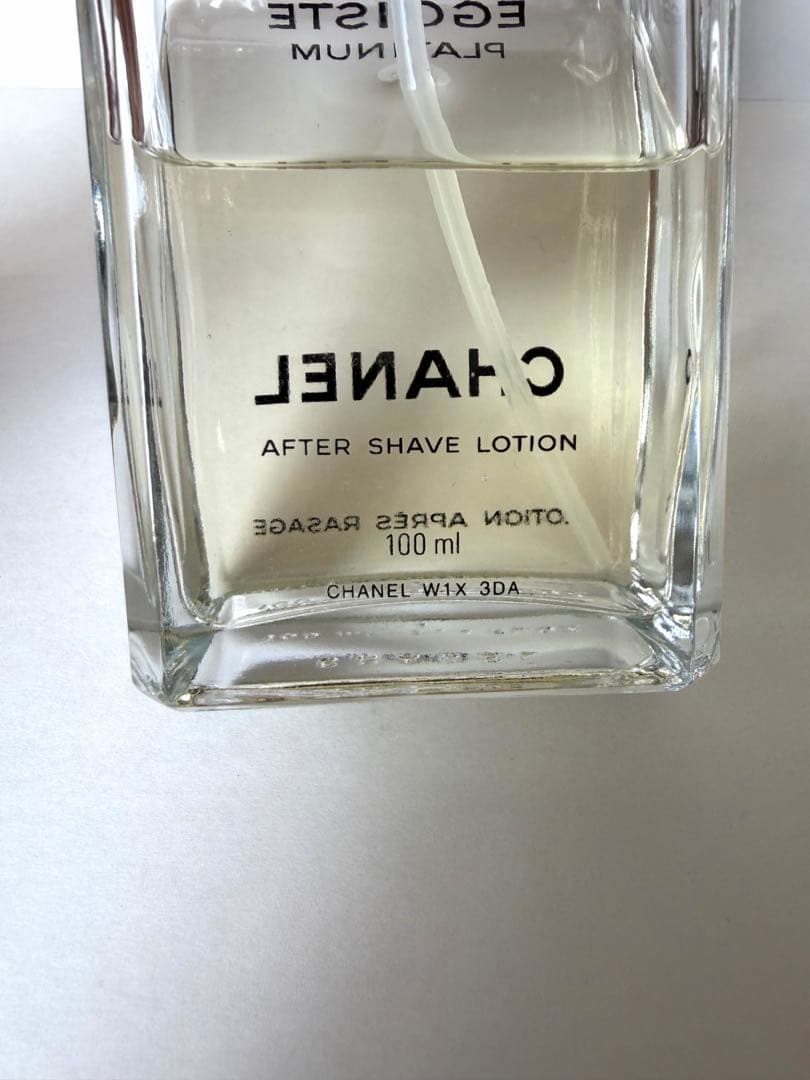 EGOISTE
PLATINUM
CHANEL
AFTER SHAVE LOTION
LOTION APRÈS RASAGE
100 ml
CHANEL W1X 3DA